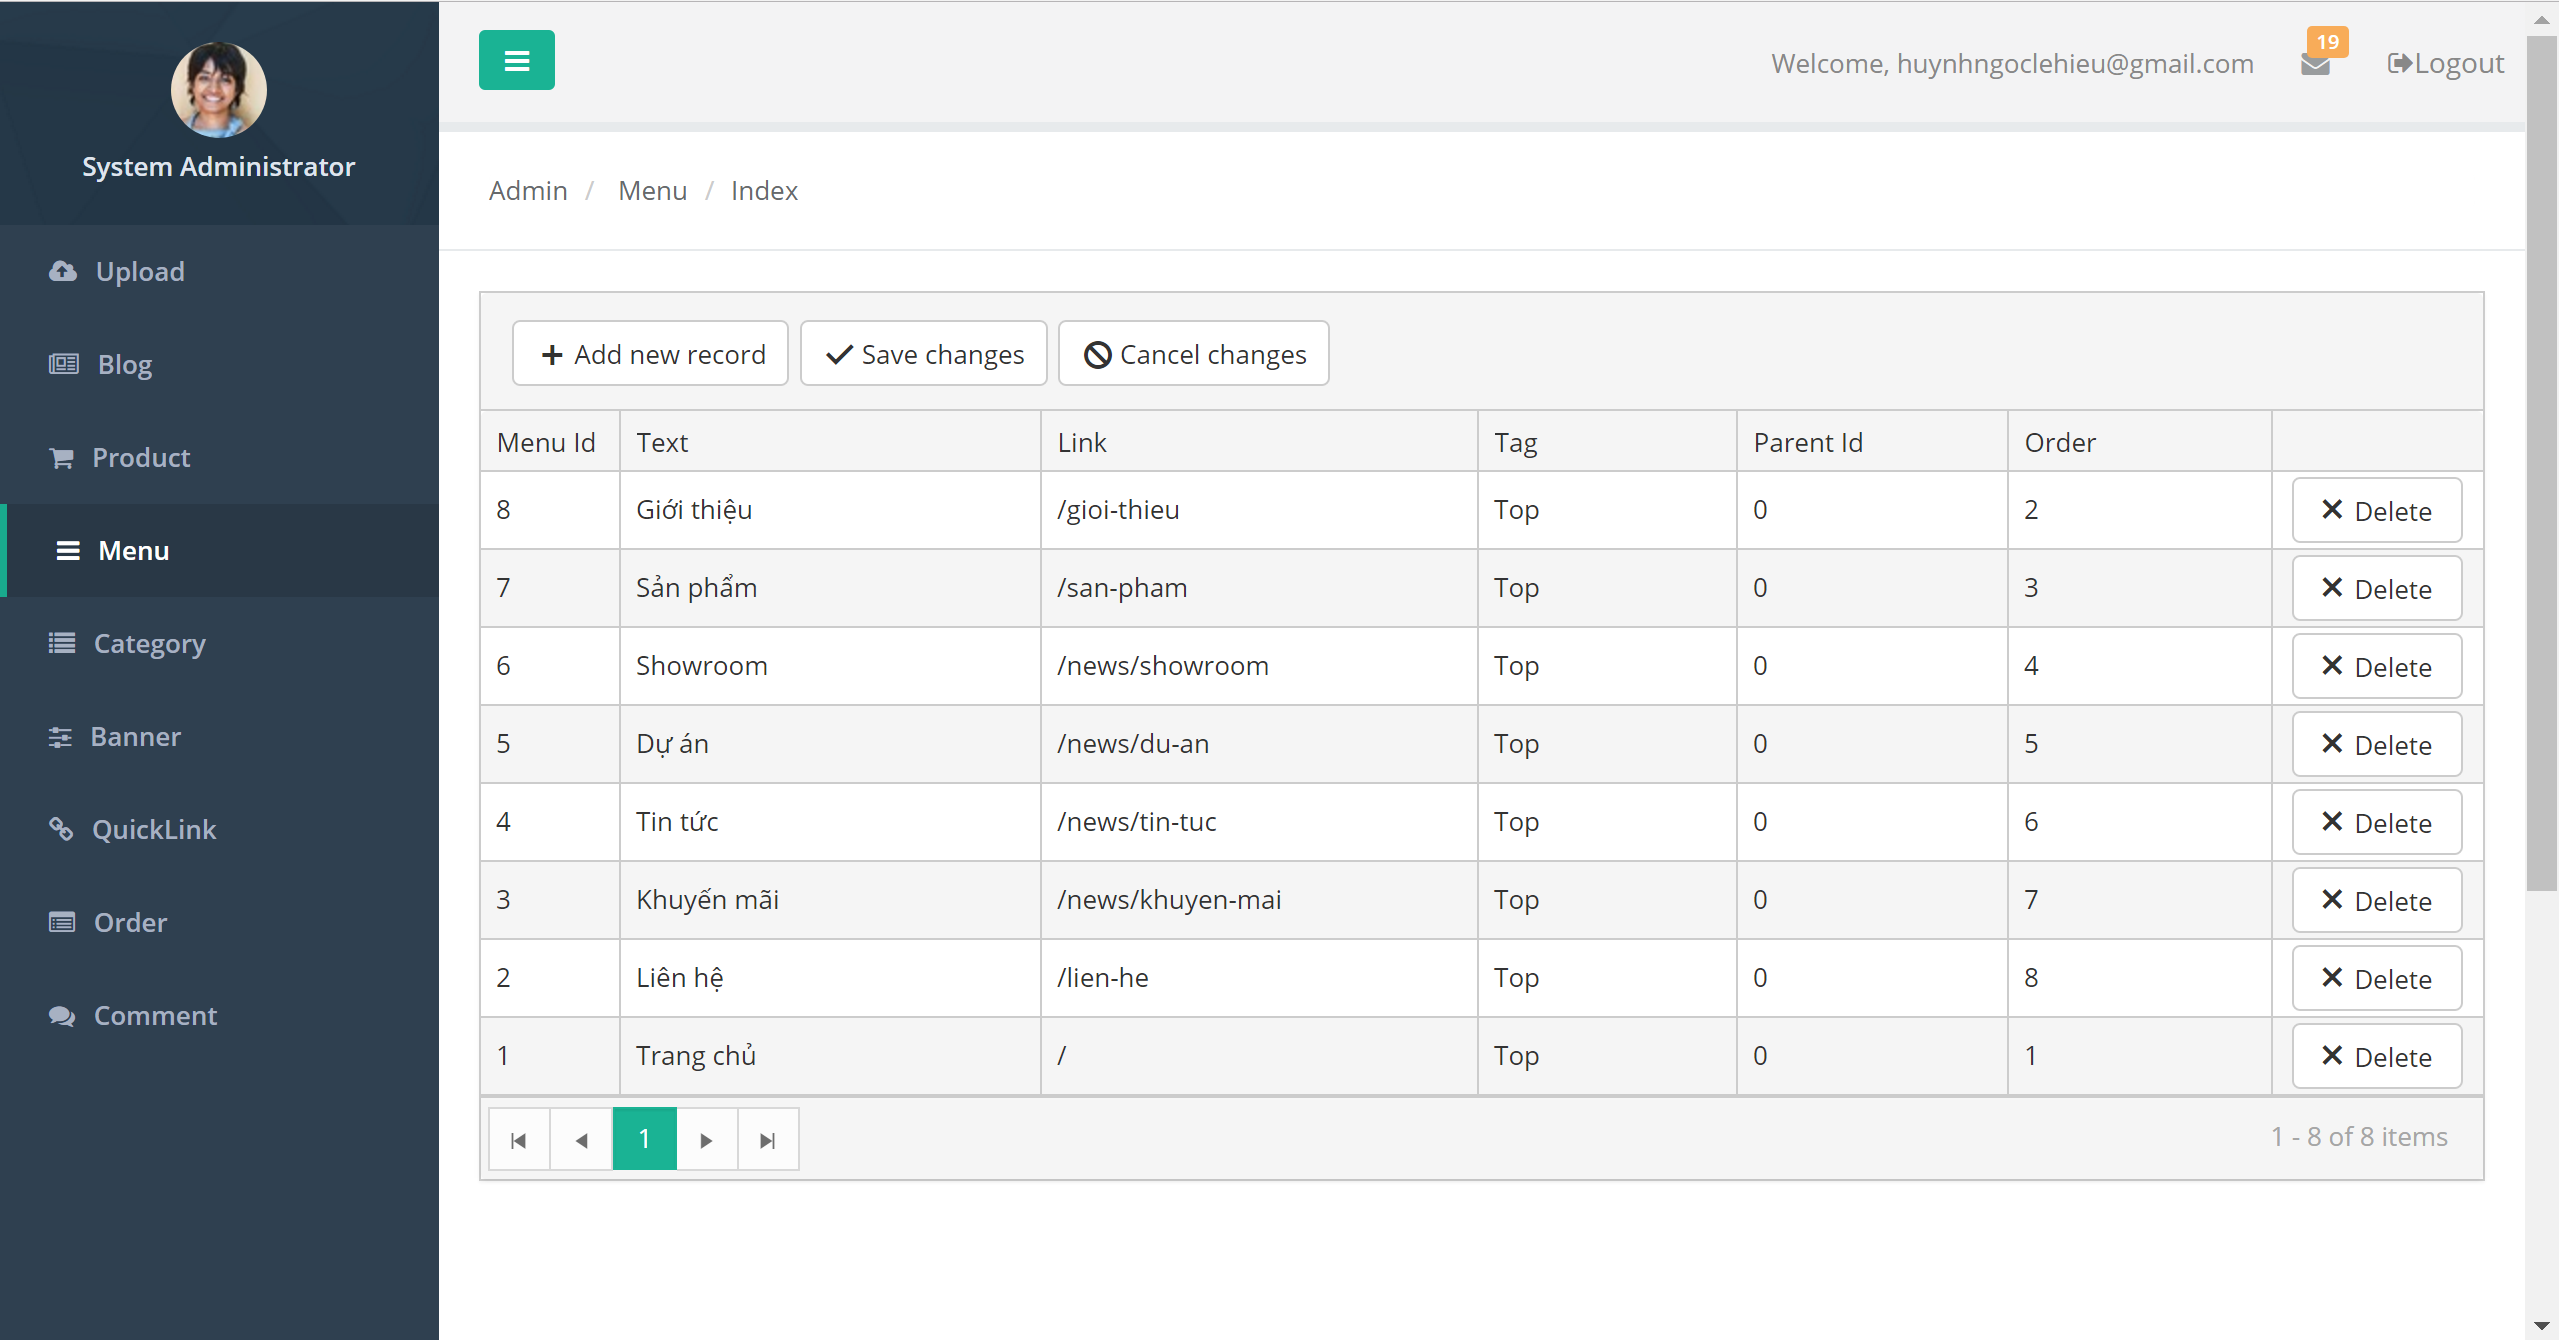 System Administrator
Upload
Blog
Product
Menu
Category
Banner
QuickLink
Order
Comment
Welcome, huynhngoclehieu@gmail.com 19 Logout
Admin / Menu / Index
Add new record Save changes Cancel changes
Menu Id Text Link Tag Parent Id Order
8 Giới thiệu /gioi-thieu Top 0 2 Delete
7 Sản phẩm /san-pham Top 0 3 Delete
6 Showroom /news/showroom Top 0 4 Delete
5 Dự án /news/du-an Top 0 5 Delete
4 Tin tức /news/tin-tuc Top 0 6 Delete
3 Khuyến mãi /news/khuyen-mai Top 0 7 Delete
2 Liên hệ /lien-he Top 0 8 Delete
1 Trang chủ / Top 0 1 Delete
1 1 - 8 of 8 items